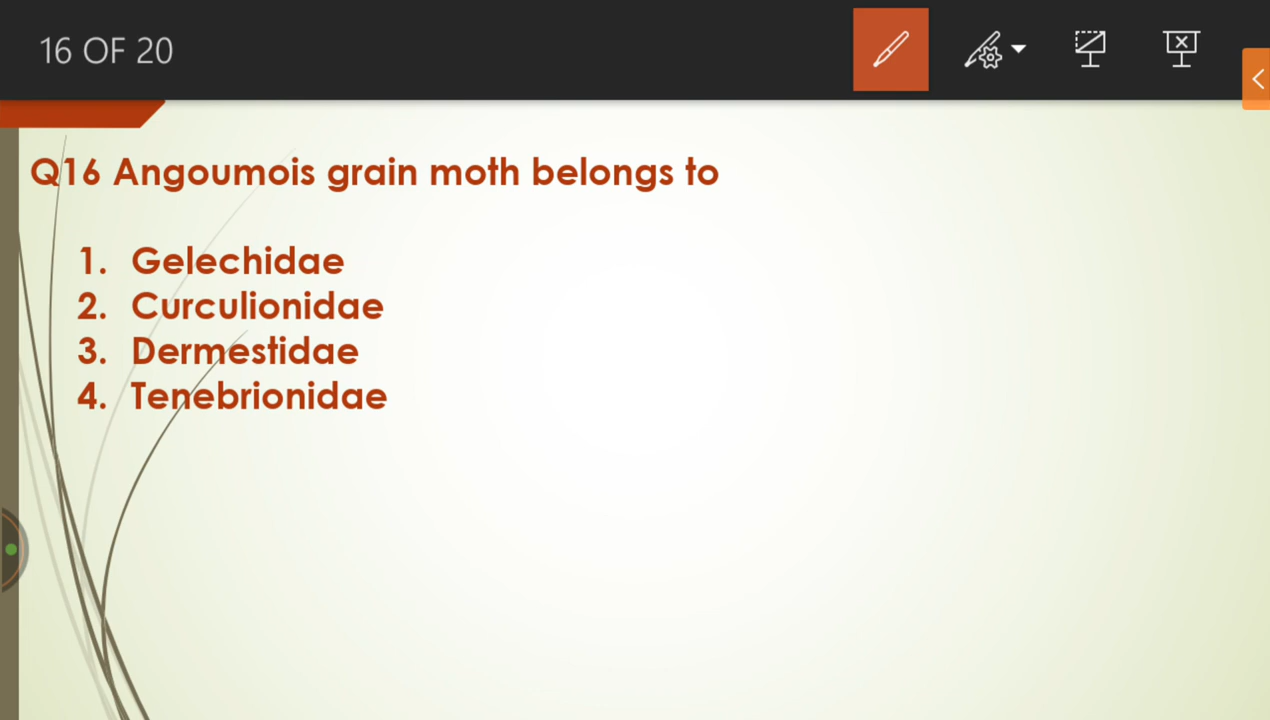 16 OF 20
Q16 Angoumois grain moth belongs to
1. Gelechidae
2. Curculionidae
3. Dermestidae
4. Tenebrionidae